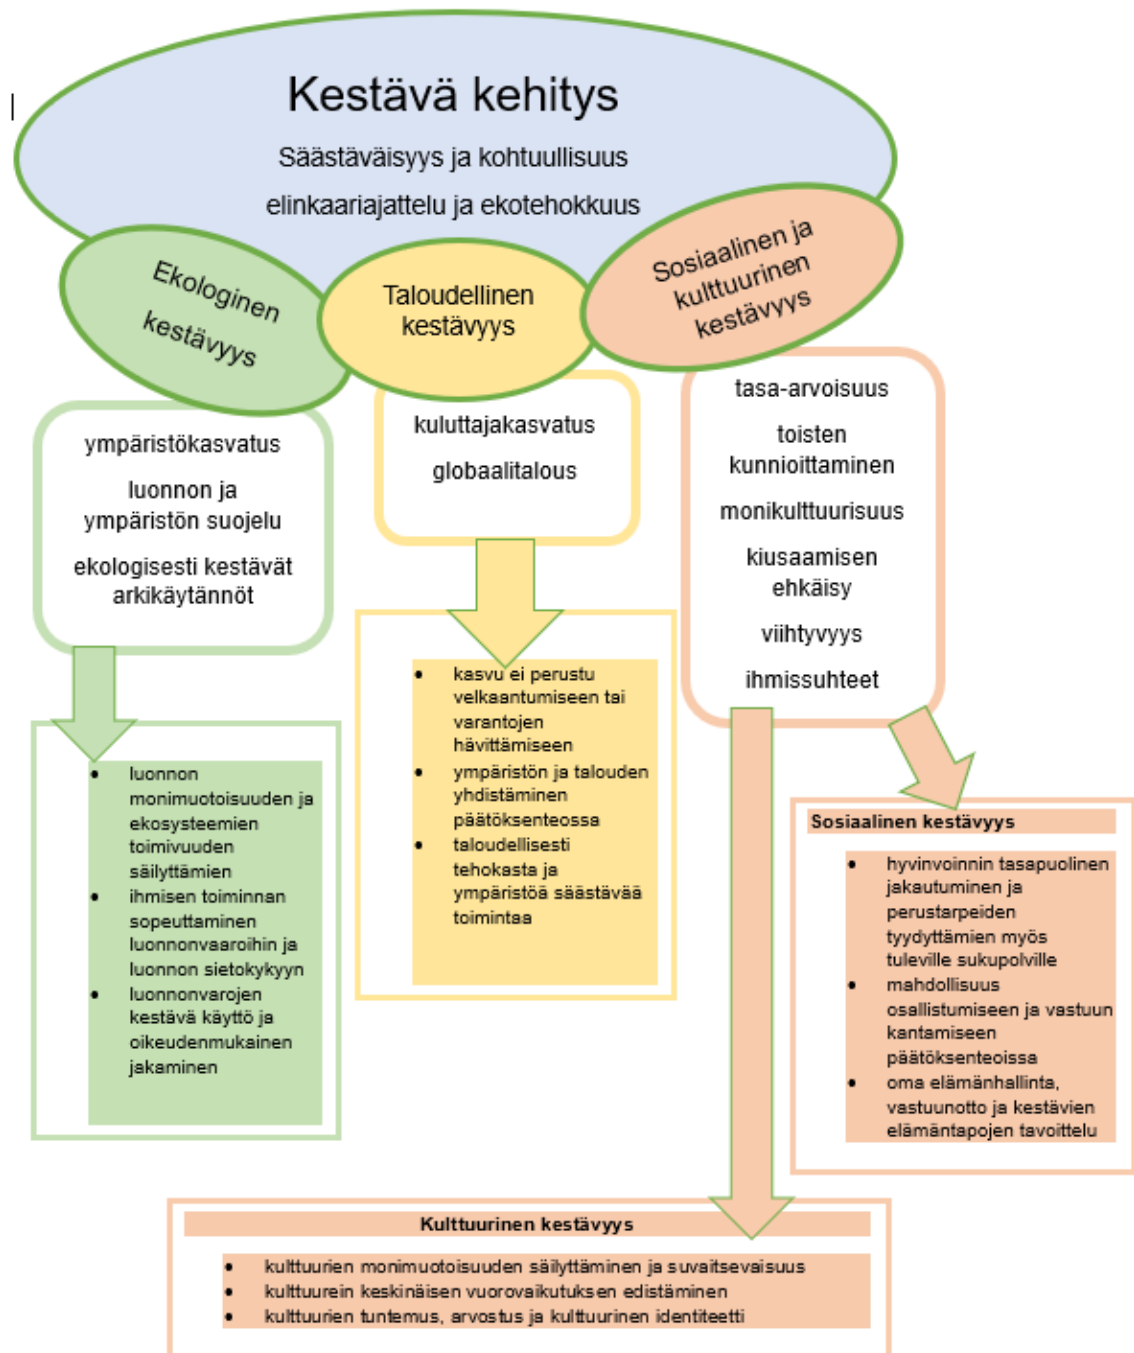 Kestävä kehitys
Säästäväisyys ja kohtuullisuus
elinkaariajattelu ja ekotehokkuus
Ekologinen
kestävyys
Taloudellinen
kestävyys
Sosiaalinen ja
kulttuurinen
kestävyys
ympäristökasvatus
luonnon ja
ympäristön suojelu
ekologisesti kestävät
arkikäytännöt
kuluttajakasvatus
globaalitalous
tasa-arvoisuus
toisten
kunnioittaminen
monikulttuurisuus
kiusaamisen
ehkäisy
viihtyvyys
ihmissuhteet
• luonnon
monimuotoisuuden ja
ekosysteemien
toimivuuden
säilyttämien
• ihmisen toiminnan
sopeuttaminen
luonnonvaaroihin ja
luonnon sietokykyyn
• luonnonvarojen
kestävä käyttö ja
oikeudenmukainen
jakaminen
• kasvu ei perustu
velkaantumiseen tai
varantojen
hävittämiseen
• ympäristön ja talouden
yhdistäminen
päätöksenteossa
• taloudellisesti
tehokasta ja
ympäristöä säästävää
toimintaa
Sosiaalinen kestävyys
• hyvinvoinnin tasapuolinen
jakautuminen ja
perustarpeiden
tyydyttämien myös
tuleville sukupolville
• mahdollisuus
osallistumiseen ja vastuun
kantamiseen
päätöksenteoissa
• oma elämänhallinta,
vastuunotto ja kestävien
elämäntapojen tavoittelu
Kulttuurinen kestävyys
• kulttuurien monimuotoisuuden säilyttäminen ja suvaitsevaisuus
• kulttuurein keskinäisen vuorovaikutuksen edistäminen
• kulttuurien tuntemus, arvostus ja kulttuurinen identiteetti